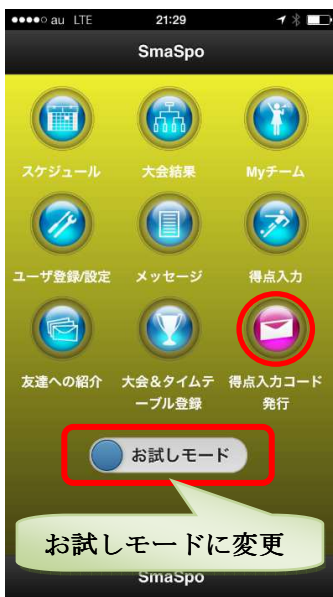 au LTE 21:29
SmaSpo
スケジュール 大会結果 Myチーム
ユーザ登録/設定 メッセージ 得点入力
友達への紹介 大会&タイムテ 得点入力コード
ーブル登録 発行
お試しモード
お試しモードに変更
SmaSpo